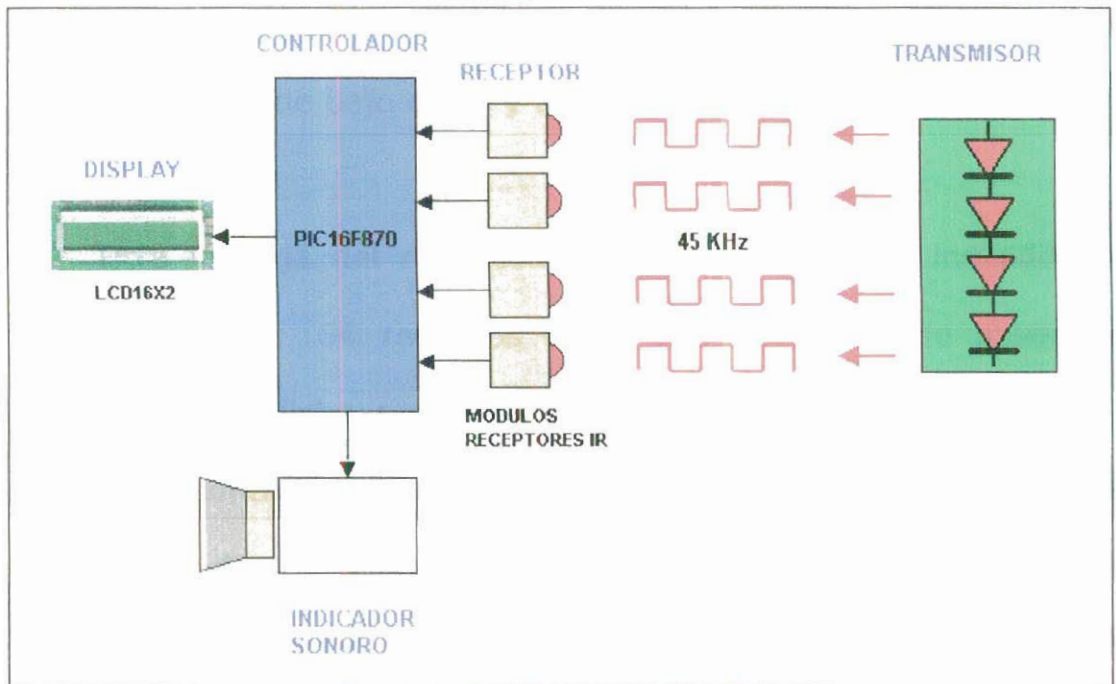 CONTROLADOR
RECEPTOR
TRANSMISOR
DISPLAY
PIC16F870
45 KHz
LCD16X2
MODULOS
RECEPTORES IR
INDICADOR
SONORO